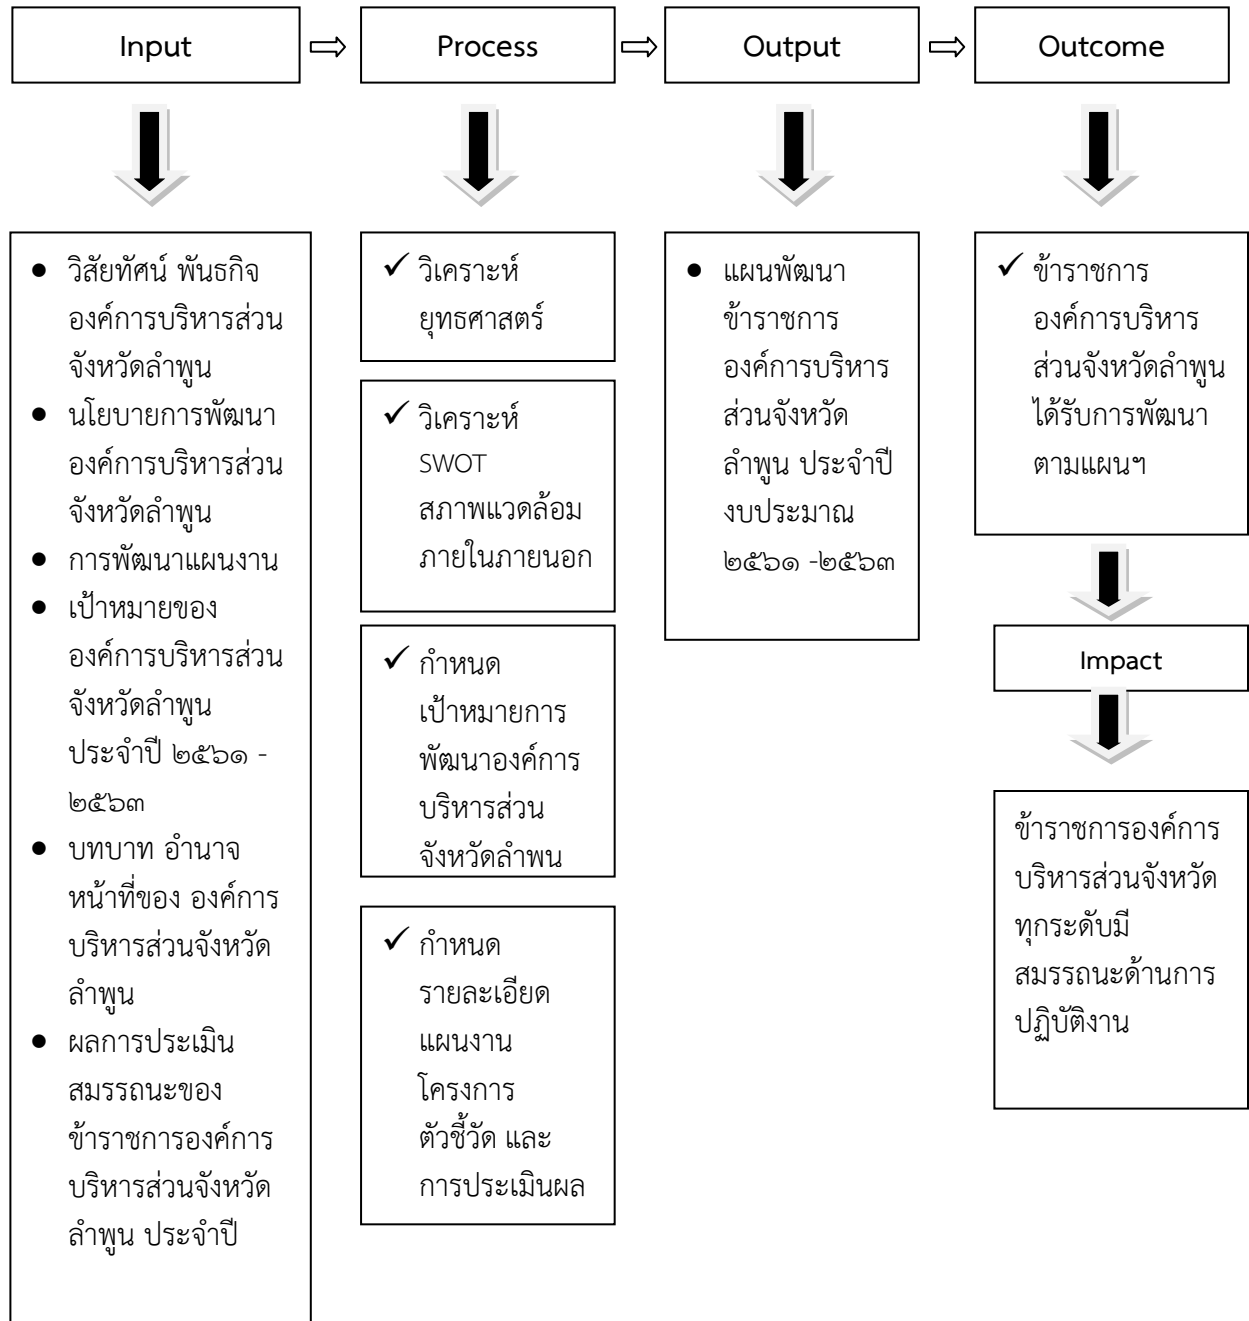 Input
Process
Output
Outcome
วิสัยทัศน์ พันธกิจ
องค์การบริหารส่วน
จังหวัดลำพูน
นโยบายการพัฒนา
องค์การบริหารส่วน
จังหวัดลำพูน
การพัฒนาแผนงาน
เป้าหมายของ
องค์การบริหารส่วน
จังหวัดลำพูน
ประจำปี ๒๕๖๑ -
๒๕๖๓
บทบาท อำนาจ
หน้าที่ของ องค์การ
บริหารส่วนจังหวัด
ลำพูน
ผลการประเมิน
สมรรถนะของ
ข้าราชการองค์การ
บริหารส่วนจังหวัด
ลำพูน ประจำปี
วิเคราะห์
ยุทธศาสตร์
วิเคราะห์
SWOT
สภาพแวดล้อม
ภายในภายนอก
กำหนด
เป้าหมายการ
พัฒนาองค์การ
บริหารส่วน
จังหวัดลำพูน
กำหนด
รายละเอียด
แผนงาน
โครงการ
ตัวชี้วัด และ
การประเมินผล
แผนพัฒนา
ข้าราชการ
องค์การบริหาร
ส่วนจังหวัด
ลำพูน ประจำปี
งบประมาณ
๒๕๖๑ -๒๕๖๓
ข้าราชการ
องค์การบริหาร
ส่วนจังหวัดลำพูน
ได้รับการพัฒนา
ตามแผนฯ
Impact
ข้าราชการองค์การ
บริหารส่วนจังหวัด
ทุกระดับมี
สมรรถนะด้านการ
ปฏิบัติงาน